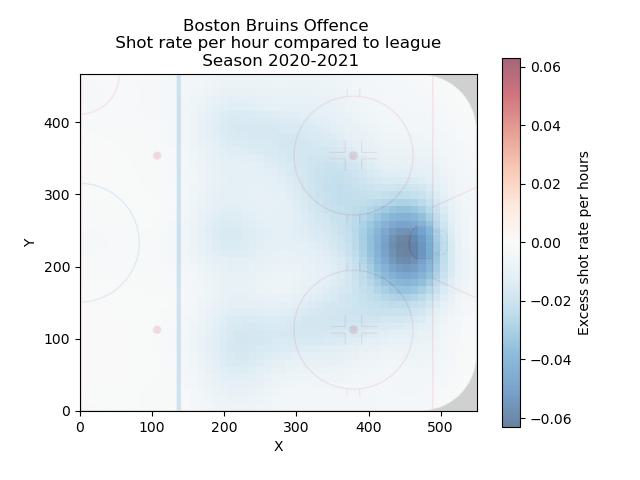 Boston Bruins Offence
Shot rate per hour compared to league
Season 2020-2021
400
300
200
100
0
Y
0 100 200 300 400 500
X
0.06
0.04
0.02
0.00
−0.02
−0.04
−0.06
Excess shot rate per hours